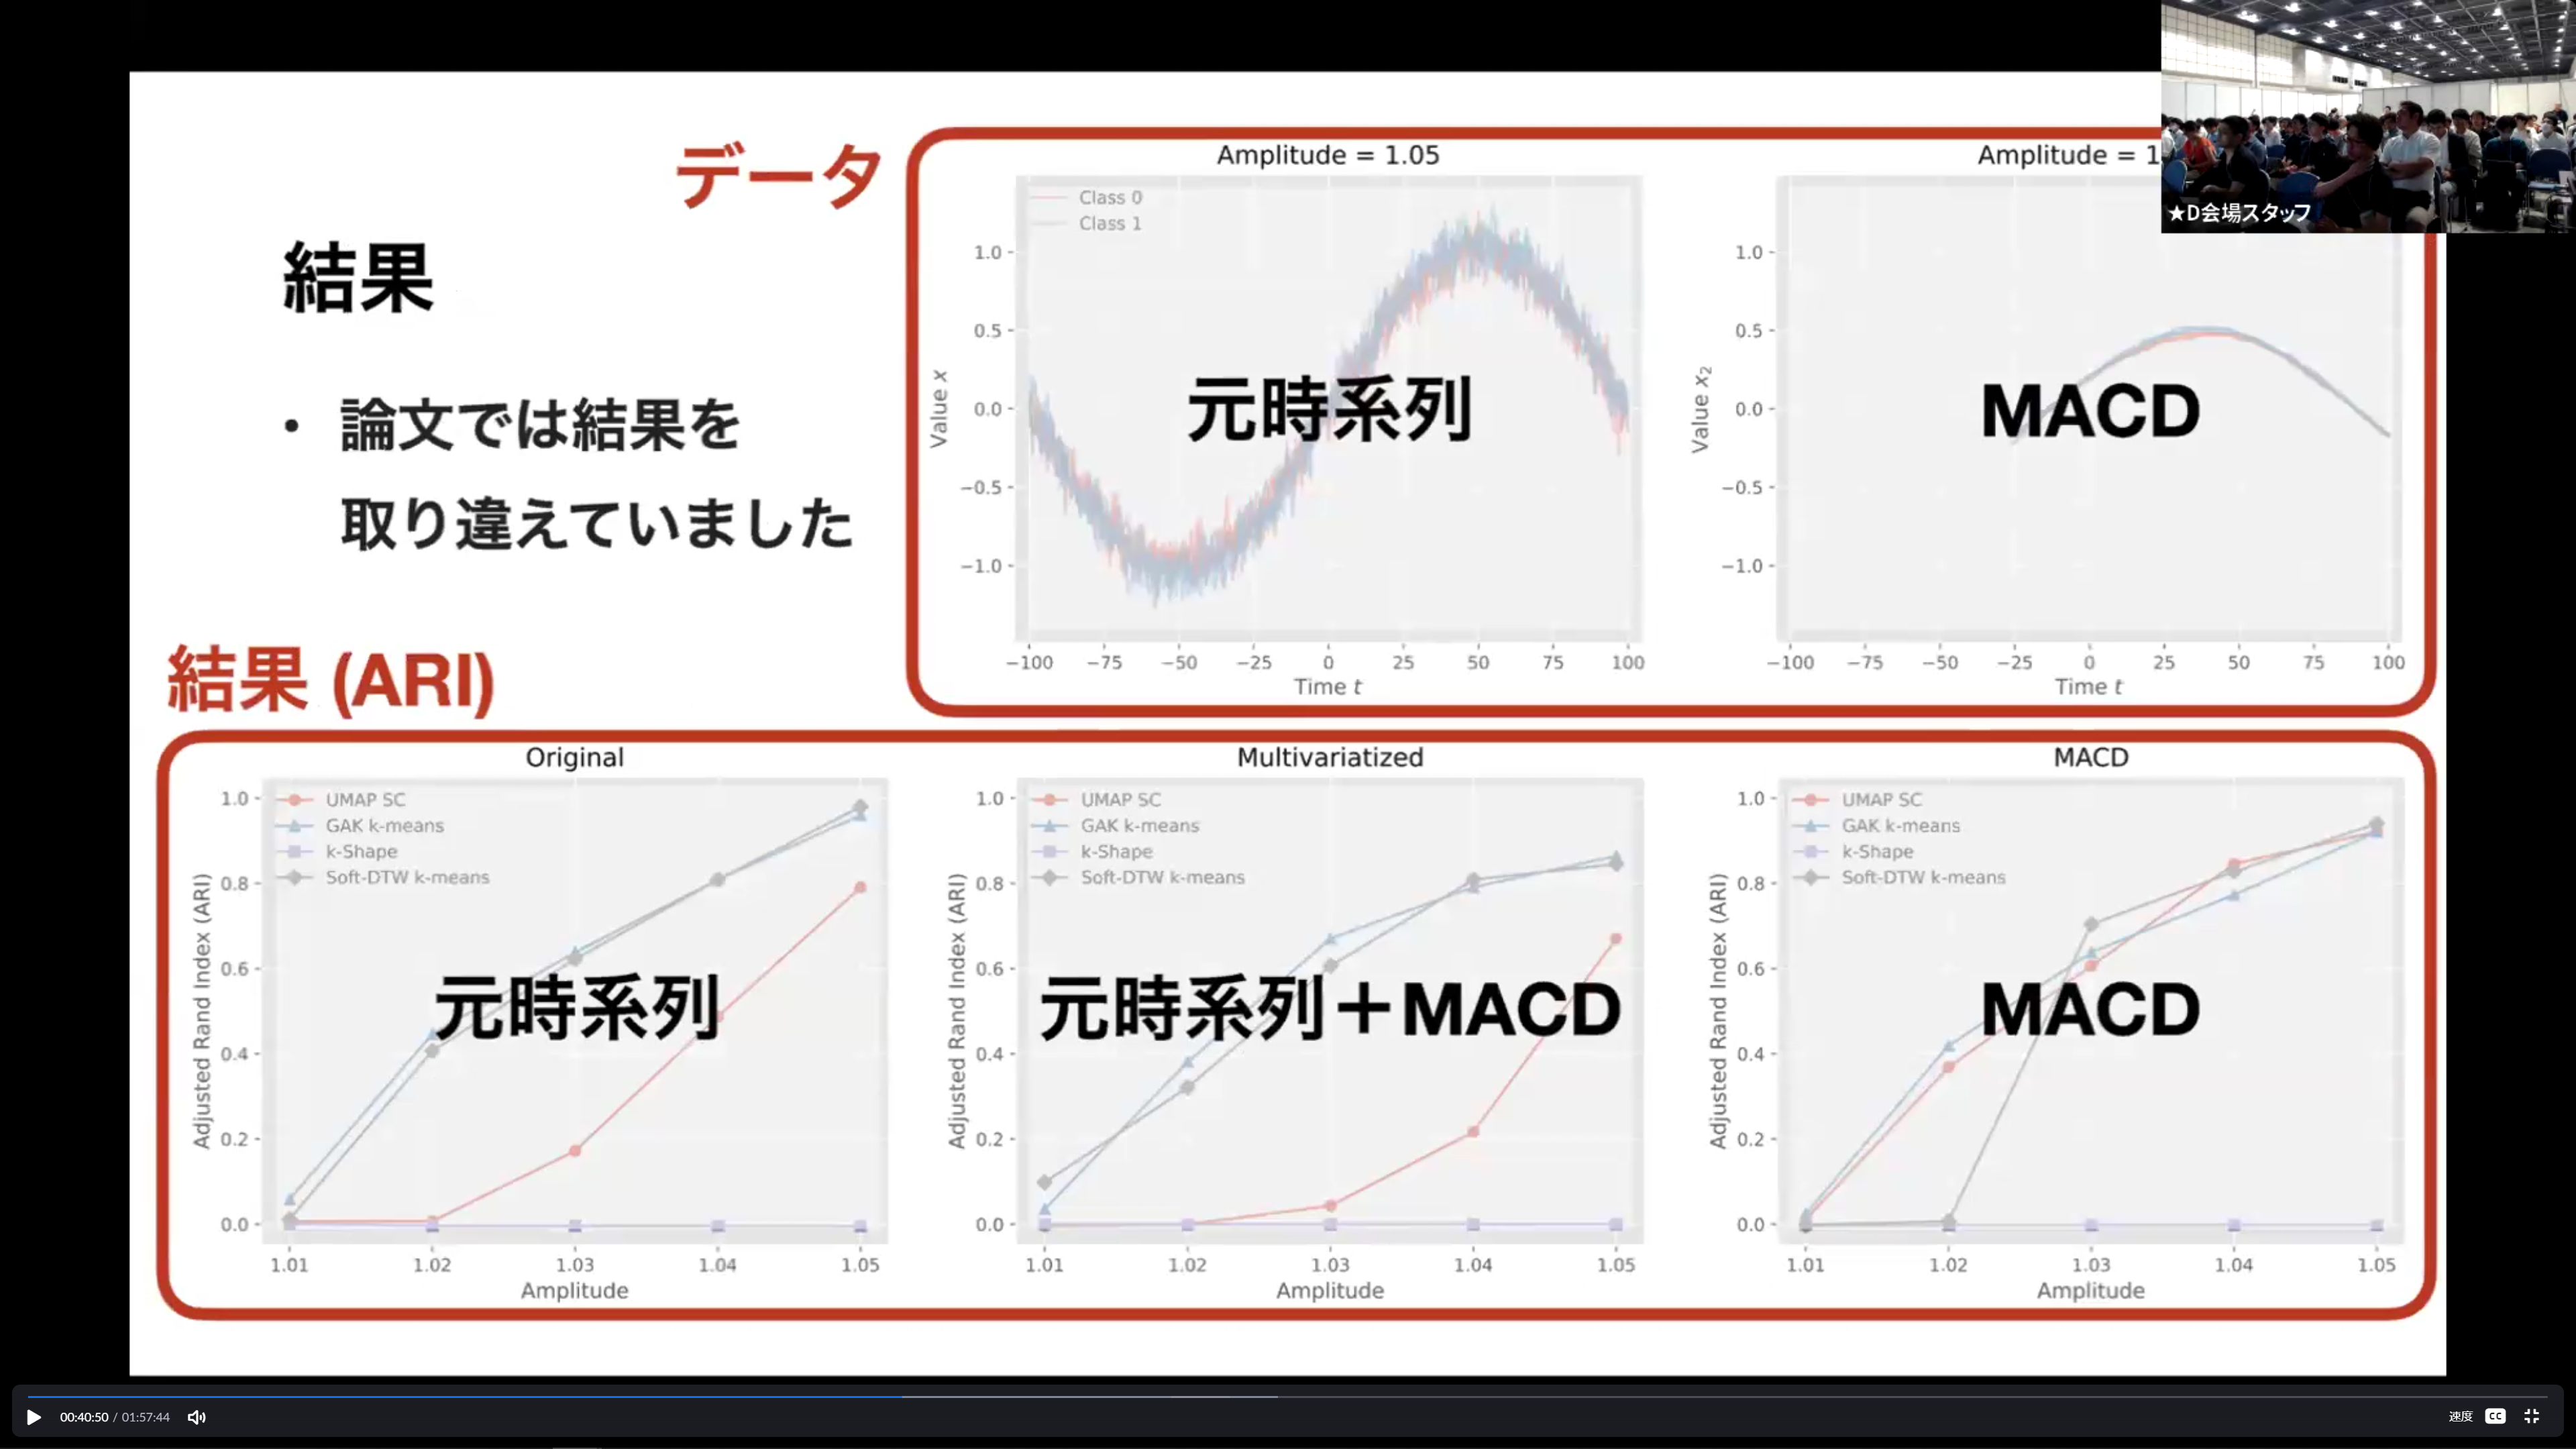 データ
結果
・論文では結果を
取り違えていました
Amplitude = 1.05
Class 0
Class 1
元時系列
Value x
1.0
0.5
0.0
−0.5
−1.0
−100 −75 −50 −25 0 25 50 75 100
Time t
Amplitude = 1
MACD
Value x₂
1.0
0.5
0.0
−0.5
−1.0
−100 −75 −50 −25 0 25 50 75 100
Time t
★D会場スタッフ
結果 (ARI)
Original
UMAP SC
GAK k-means
k-Shape
Soft-DTW k-means
元時系列
Adjusted Rand Index (ARI)
1.0
0.8
0.6
0.4
0.2
0.0
1.01 1.02 1.03 1.04 1.05
Amplitude
Multivariatized
UMAP SC
GAK k-means
k-Shape
Soft-DTW k-means
元時系列＋MACD
Adjusted Rand Index (ARI)
1.0
0.8
0.6
0.4
0.2
0.0
1.01 1.02 1.03 1.04 1.05
Amplitude
MACD
UMAP SC
GAK k-means
k-Shape
Soft-DTW k-means
MACD
Adjusted Rand Index (ARI)
1.0
0.8
0.6
0.4
0.2
0.0
1.01 1.02 1.03 1.04 1.05
Amplitude
00:40:50 / 01:57:44
速度 CC